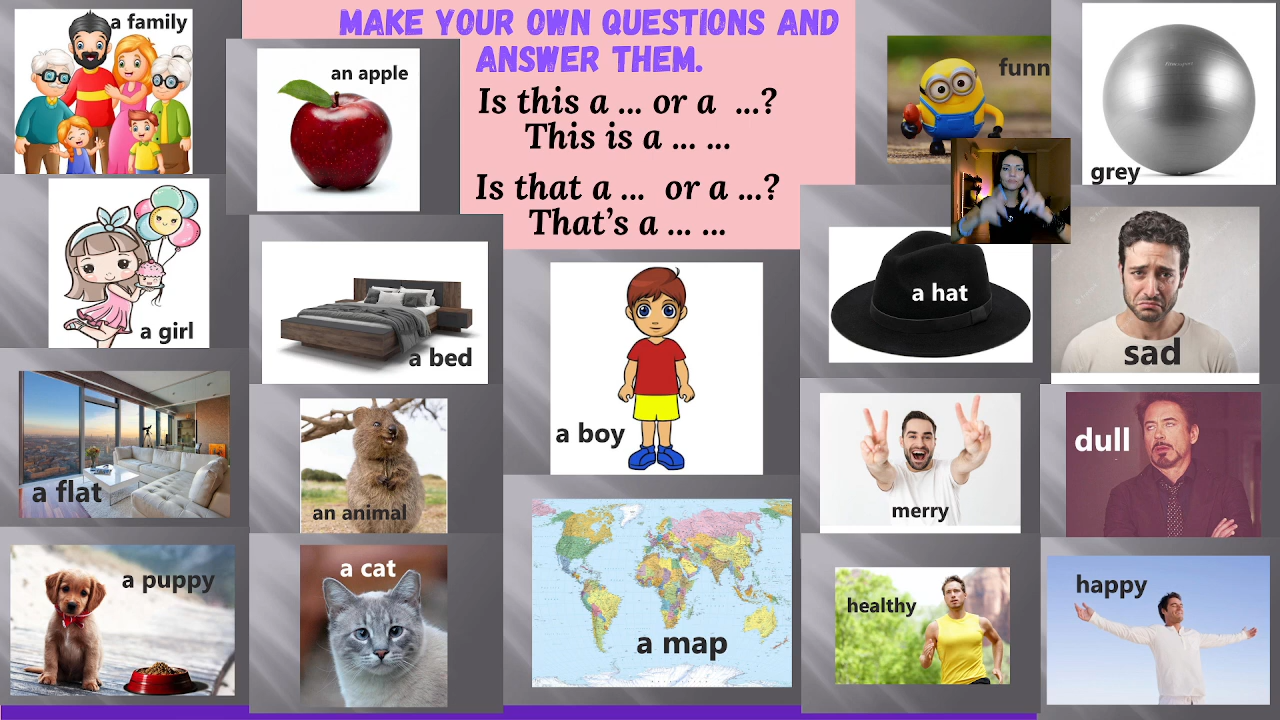 MAKE YOUR OWN QUESTIONS AND
ANSWER THEM.
Is this a ... or a ...?
This is a ... ...
Is that a ... or a ...?
That's a ... ...
a family
an apple
funn
grey
a girl
a bed
a boy
a hat
sad
a flat
an animal
merry
dull
a puppy
a cat
a map
healthy
happy